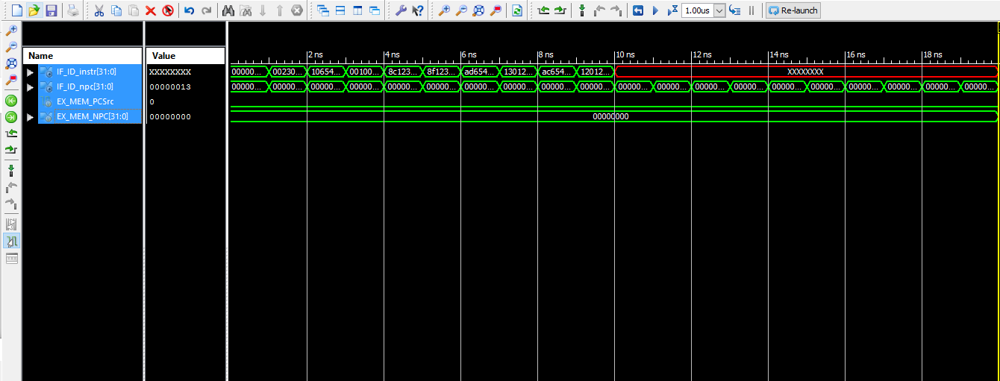 1.00us Re-launch
Name Value
2 ns 4 ns 6 ns 8 ns 10 ns 12 ns 14 ns 16 ns 18 ns
IF_ID_instr[31:0] XXXXXXXX 00000... 00230... 10654... 00100... 8c123... 8f123... ad654... 13012... ac654... 12012... XXXXXXXX
IF_ID_npc[31:0] 00000013 00000... 00000... 00000... 00000... 00000... 00000... 00000... 00000... 00000... 00000... 00000... 00000... 00000... 00000... 00000... 00000... 00000... 00000... 00000... 00000...
EX_MEM_PCSrc 0
EX_MEM_NPC[31:0] 00000000 00000000